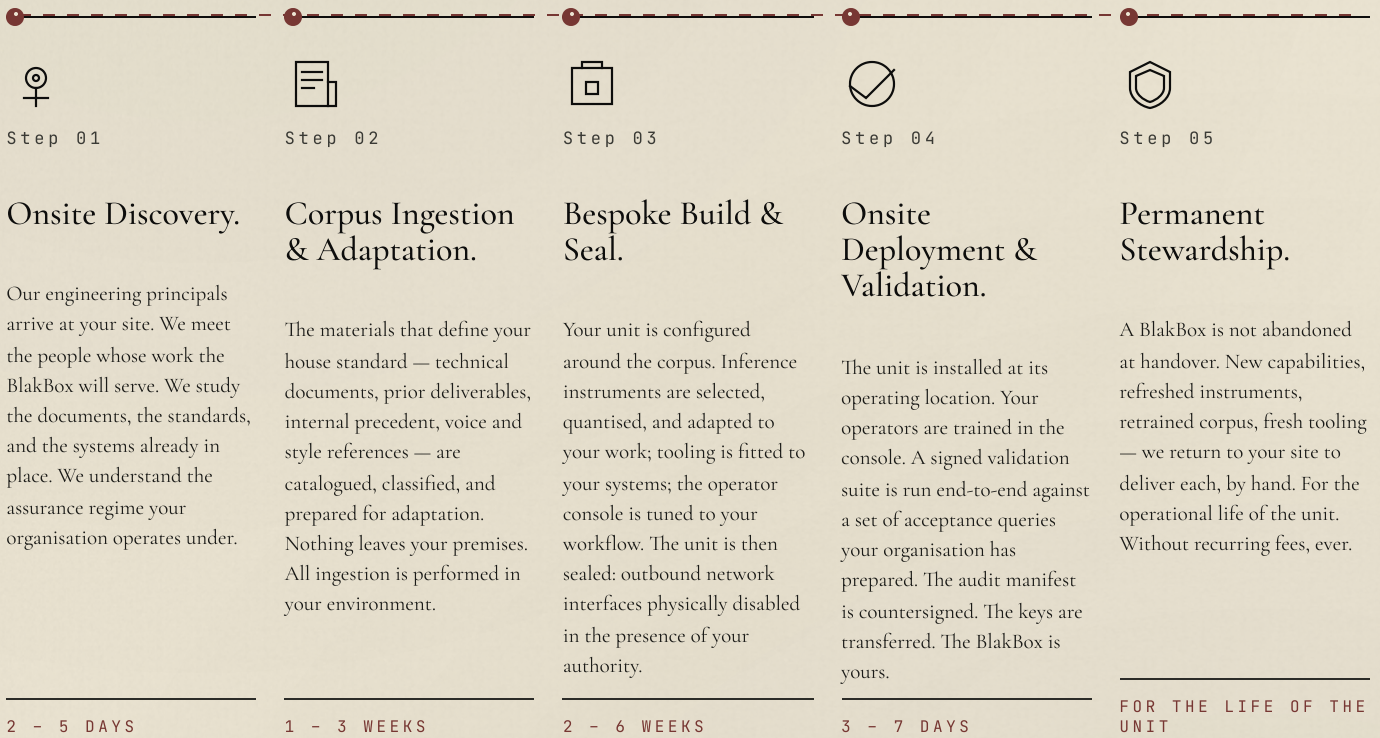 Step 01
Onsite Discovery.
Our engineering principals
arrive at your site. We meet
the people whose work the
BlakBox will serve. We study
the documents, the standards,
and the systems already in
place. We understand the
assurance regime your
organisation operates under.
2 – 5 DAYS
Step 02
Corpus Ingestion
& Adaptation.
The materials that define your
house standard — technical
documents, prior deliverables,
internal precedent, voice and
style references — are
catalogued, classified, and
prepared for adaptation.
Nothing leaves your premises.
All ingestion is performed in
your environment.
1 – 3 WEEKS
Step 03
Bespoke Build &
Seal.
Your unit is configured
around the corpus. Inference
instruments are selected,
quantised, and adapted to
your work; tooling is fitted to
your systems; the operator
console is tuned to your
workflow. The unit is then
sealed: outbound network
interfaces physically disabled
in the presence of your
authority.
2 – 6 WEEKS
Step 04
Onsite
Deployment &
Validation.
The unit is installed at its
operating location. Your
operators are trained in the
console. A signed validation
suite is run end-to-end against
a set of acceptance queries
your organisation has
prepared. The audit manifest
is countersigned. The keys are
transferred. The BlakBox is
yours.
3 – 7 DAYS
Step 05
Permanent
Stewardship.
A BlakBox is not abandoned
at handover. New capabilities,
refreshed instruments,
retrained corpus, fresh tooling
— we return to your site to
deliver each, by hand. For the
operational life of the unit.
Without recurring fees, ever.
FOR THE LIFE OF THE
UNIT